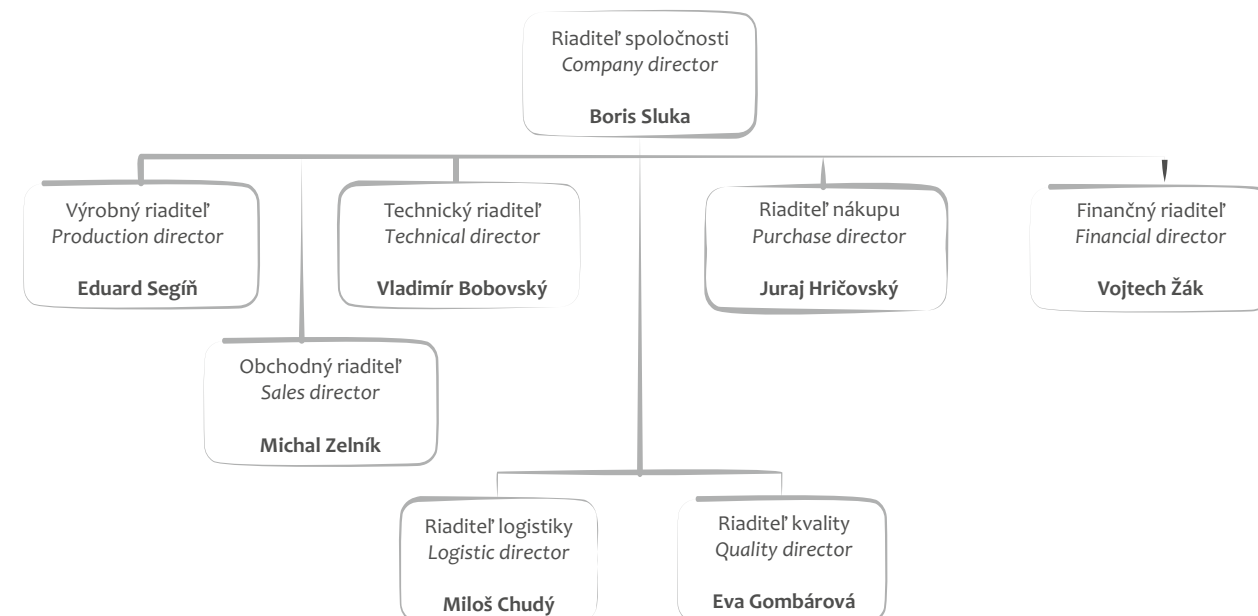 Riaditeľ spoločnosti
Company director
Boris Sluka
Výrobný riaditeľ
Production director
Eduard Segíň
Technický riaditeľ
Technical director
Vladimír Bobovský
Riaditeľ nákupu
Purchase director
Juraj Hričovský
Finančný riaditeľ
Financial director
Vojtech Žák
Obchodný riaditeľ
Sales director
Michal Zelník
Riaditeľ logistiky
Logistic director
Miloš Chudý
Riaditeľ kvality
Quality director
Eva Gombárová